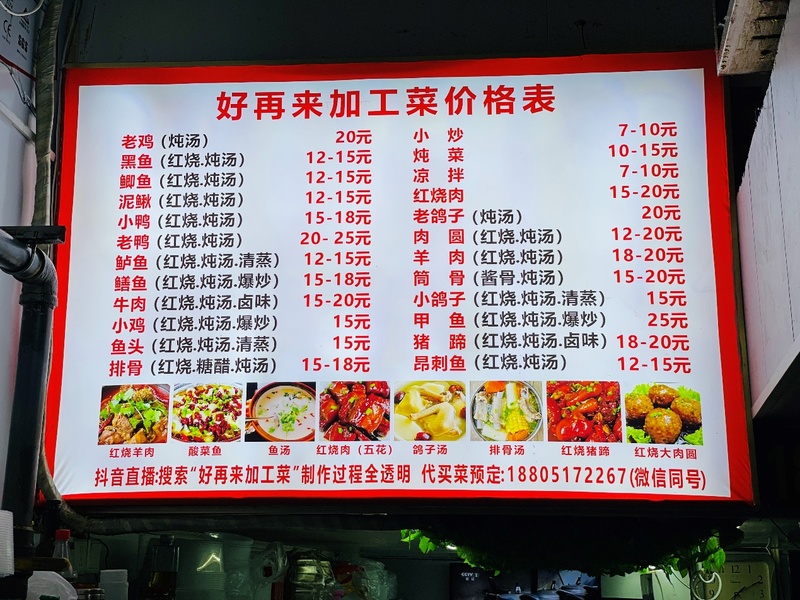 好再来加工菜价格表
老鸡（炖汤） 20元
黑鱼（红烧.炖汤） 12-15元
鲫鱼（红烧.炖汤） 12-15元
泥鳅（红烧.炖汤） 12-15元
小鸭（红烧.炖汤） 15-18元
老鸭（红烧.炖汤） 20-25元
鲈鱼（红烧.炖汤.清蒸） 12-15元
鳝鱼（红烧.炖汤.爆炒） 15-18元
牛肉（红烧.炖汤.卤味） 15-20元
小鸡（红烧.炖汤.爆炒） 15元
鱼头（红烧.炖汤.清蒸） 15元
排骨（红烧.糖醋.炖汤） 15-18元
小 炒 7-10元
炖 菜 10-15元
凉 拌 7-10元
红烧肉 15-20元
老鸽子（炖汤） 20元
肉 圆（红烧.炖汤） 12-20元
羊 肉（红烧.炖汤） 18-20元
筒 骨（酱骨.炖汤） 15-20元
小鸽子（红烧.炖汤.清蒸） 15元
甲 鱼（红烧.炖汤.爆炒） 25元
猪 蹄（红烧.炖汤.卤味） 18-20元
昂刺鱼（红烧.炖汤） 12-15元
红烧羊肉 酸菜鱼 鱼汤 红烧肉（五花） 鸽子汤 排骨汤 红烧猪蹄 红烧大肉圆
抖音直播:搜索“好再来加工菜”制作过程全透明 代买菜预定:18805172267(微信同号)